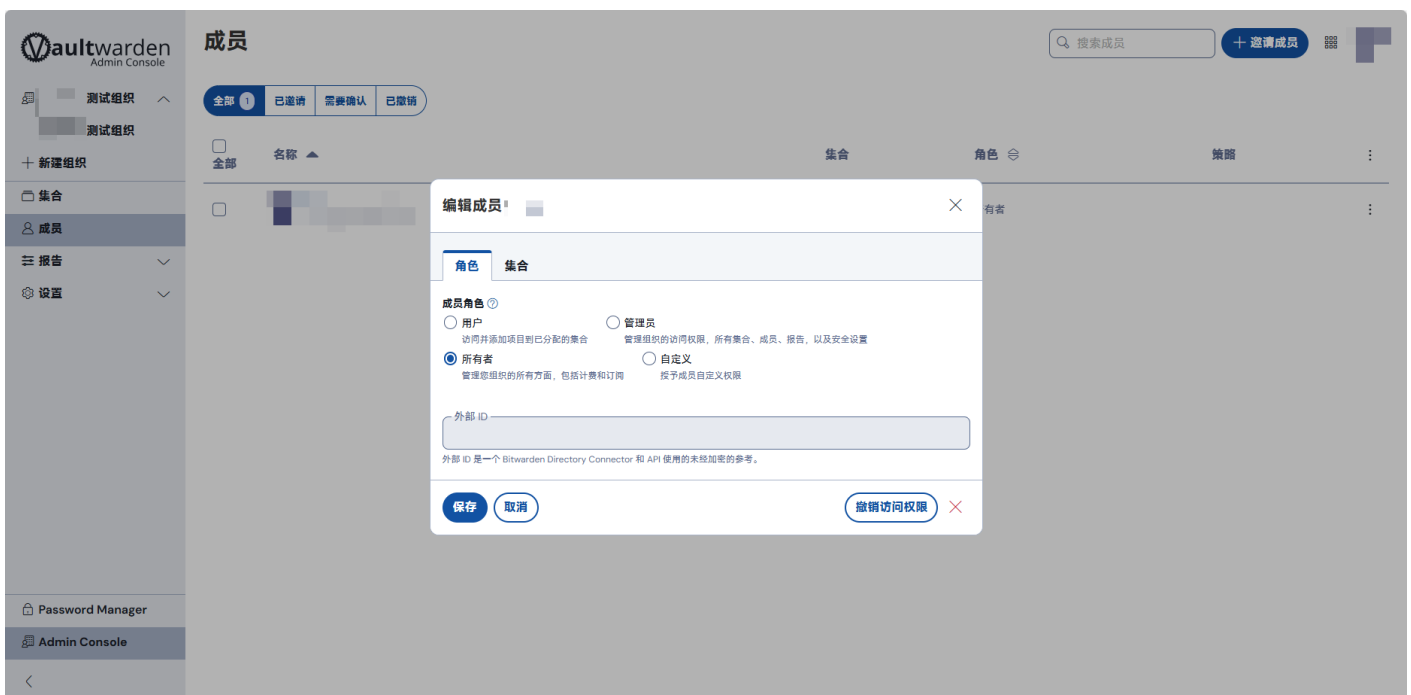 Vaultwarden
Admin Console
测试组织
测试组织
新建组织
集合
成员
报告
设置
Password Manager
Admin Console
成员
搜索成员
邀请成员
全部 1
已邀请
需要确认
已撤销
全部
名称
集合
角色
策略
有者
编辑成员
角色
集合
成员角色
用户
访问并添加项目到已分配的集合
管理员
管理组织的访问权限，所有集合、成员、报告，以及安全设置
所有者
管理您组织的所有方面，包括计费和订阅
自定义
授予成员自定义权限
外部 ID
外部 ID 是一个 Bitwarden Directory Connector 和 API 使用的未经加密的参考。
保存
取消
撤销访问权限